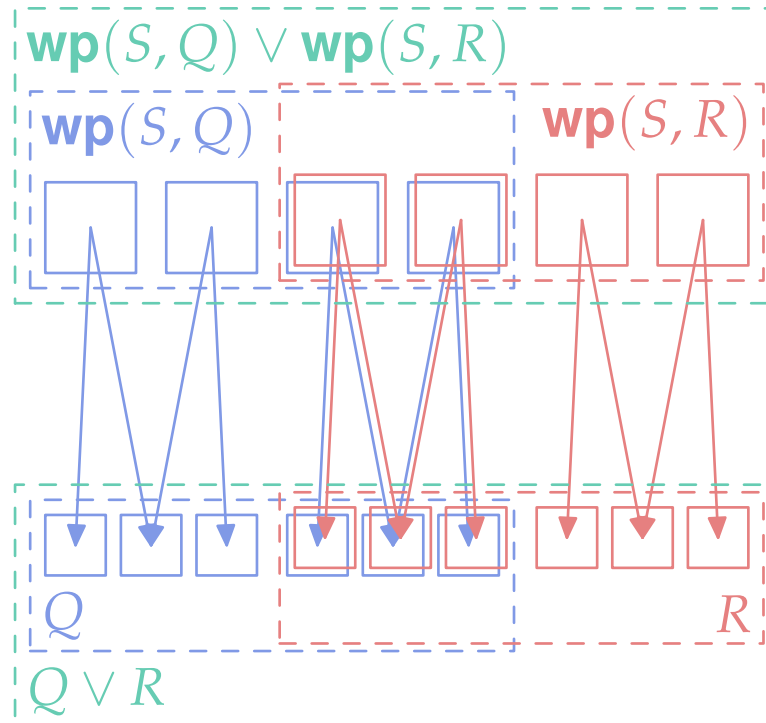 wp(S, Q) ∨ wp(S, R)
wp(S, Q)
wp(S, R)
Q
R
Q ∨ R